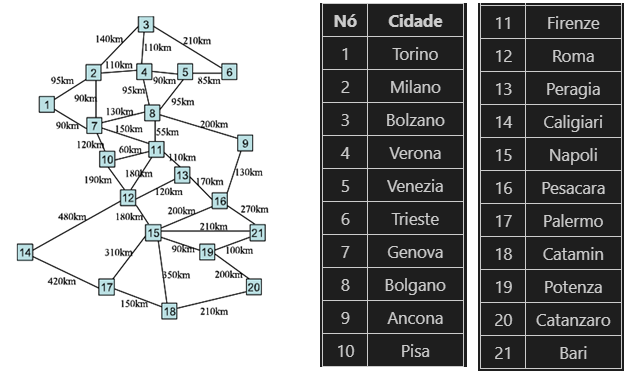 3
140km
210km
110km
110km
2
4
5
6
90km
85km
95km
95km
90km
95km
1
130km
8
90km
7
150km
200km
55km
9
120km
60km
11
10
110km
180km
13
130km
190km
170km
120km
12
16
480km
180km
200km
270km
210km
15
21
14
310km
90km
19
100km
350km
200km
420km
17
20
150km
18
210km
Nó Cidade
1 Torino
2 Milano
3 Bolzano
4 Verona
5 Venezia
6 Trieste
7 Genova
8 Bolgano
9 Ancona
10 Pisa
11 Firenze
12 Roma
13 Peragia
14 Caligiari
15 Napoli
16 Pesacara
17 Palermo
18 Catamin
19 Potenza
20 Catanzaro
21 Bari